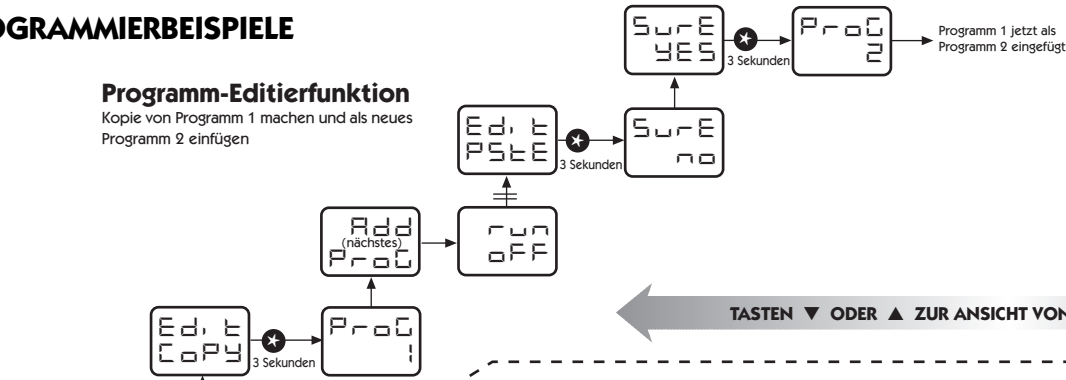 OGRAMMIERBEISPIELE
Programm-Editierfunktion
Kopie von Programm 1 machen und als neues
Programm 2 einfügen
SurE
YES
3 Sekunden
ProG
2
Programm 1 jetzt als
Programm 2 eingefügt
Edit
PStE
3 Sekunden
SurE
no
Add
(nächstes)
ProG
run
oFF
Edit
CoPY
3 Sekunden
ProG
1
TASTEN ▼ ODER ▲ ZUR ANSICHT VON